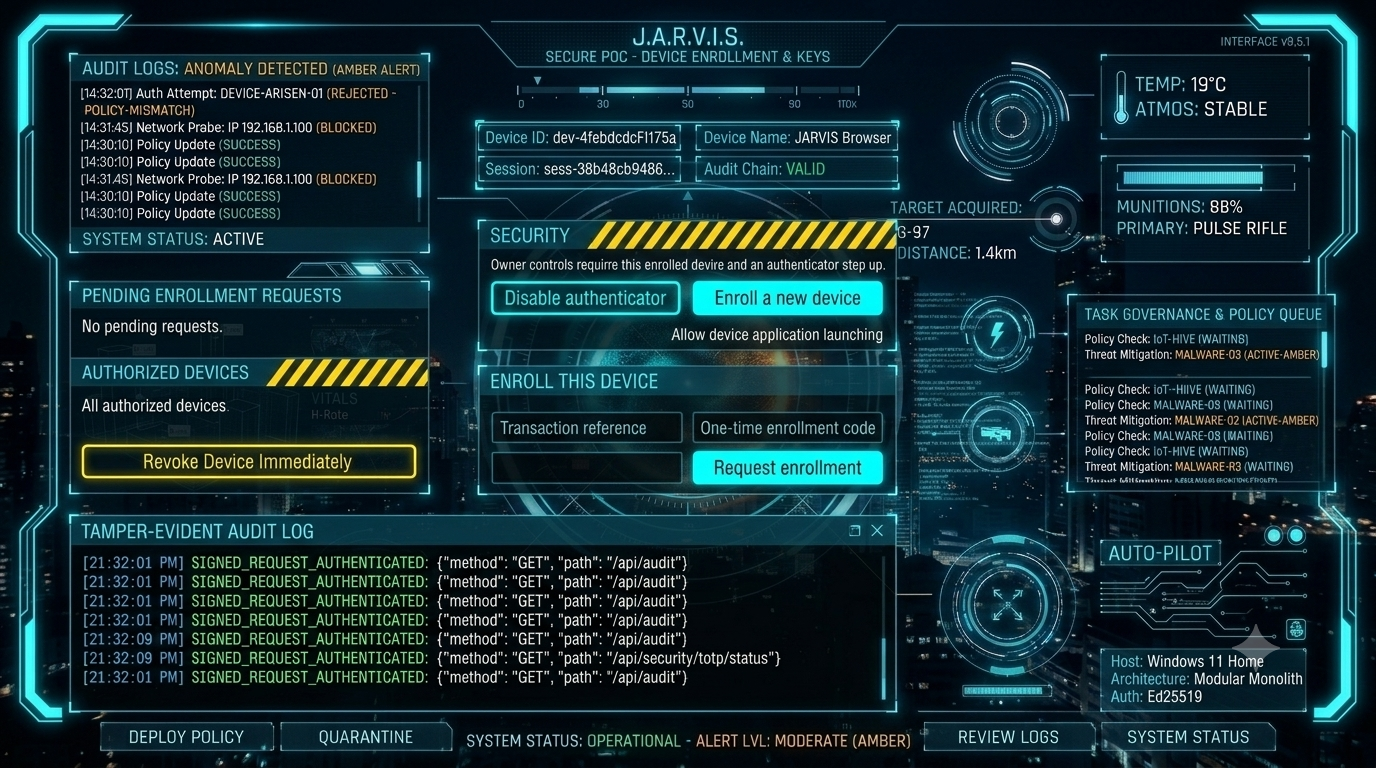 J.A.R.V.I.S.
SECURE POC - DEVICE ENROLLMENT & KEYS
INTERFACE v9,5.1
0 30 50 90 110x
AUDIT LOGS: ANOMALY DETECTED (AMBER ALERT)
[14:32:0T] Auth Attempt: DEVICE-ARISEN-01 (REJECTED -
POLICY-MISMATCH)
[14:31:4S] Network Probe: IP 192.16B.1.100 (BLOCKED)
[14:30:10] Policy Update (SUCCESS)
[14:30:10] Policy Update (SUCCESS)
[14:31.4S] Network Probe: IP 192.16B.1.100 (BLOCKED)
[14:30:10] Policy Update (SUCCESS)
[14:30:10] Policy Update (SUCCESS)
SYSTEM STATUS: ACTIVE
Device ID: dev-4febdcdcF1175a
Device Name: JARVIS Browser
Session: sess-38b48cb9486...
Audit Chain: VALID
TEMP: 19°C
ATMOS: STABLE
MUNITIONS: 8B%
PRIMARY: PULSE RIFLE
TARGET ACQUIRED:
G-97
DISTANCE: 1.4km
PENDING ENROLLMENT REQUESTS
No pending requests.
AUTHORIZED DEVICES
All authorized devices.
VITALS
H-Rate
Revoke Device Immediately
SECURITY
Owner controls requirre this enrolled devire and an authenticator step up.
Disable authenticator
Enroll a new device
Allow device application launching
ENROLL THIS DEVICE
Transaction reference
One-time enrollment code
Request enrollment
TASK GOVERNANCE & POLICY QUEUE
Policy Check: IoT-HIVE (WAITN8)
Threat Mitigation: MALWARE-03 (ACTIVE-AMBER)
Policy Check: ioT--HIIVE (WAITING)
Policy Check: MALWARE-0S (WAITING)
Threat Mitigation: MALWARE-02 (ACTIVE-AMBER)
Policy Check: MALWARE-08 (WAITING)
Policy Check: IoT-HIVE (WAITN8)
Threat Mitigation: MALWARE-R3 (WAITING)
TAMPER-EVIDENT AUDIT LOG
[21:32:01 PM] SIGNED_REQUEST_AUTHENTICATED: {"method": "GET", "path": "/api/audit"}
[21:32:01 PM] SIGNED_REQUEST_AUTHENTICATED: {"method": "GET", "path": "/api/audit"}
[21:32:01 PM] SIGNED_REQUEST_AUTHENTICATED: {"method": "GET", "path": "/api/audit"}
[21:32:01 PM] SIGNED_REQUEST_AUTHENTICATED: {"method": "GET", "path": "/api/audit"}
[21:32:09 PM] SIGNED_REQUEST_AUTHENTICATED: {"method": "GET", "path": "/api/audit"}
[21:32:09 PM] SIGNED_REQUEST_AUTHENTICATED: {"method": "GET", "path": "/api/security/totp/status"}
[21:32:01 PM] SIGNED_REQUEST_AUTHENTICATED: {"method": "GET", "path": "/api/audit"}
AUTO-PILOT
Host: Windows 11 Home
Architecture: Modular Monolith
Auth: Ed25519
DEPLOY POLICY
QUARANTINE
SYSTEM STATUS: OPERATIONAL - ALERT LVL: MODERATE (AMBER)
REVIEW LOGS
SYSTEM STATUS